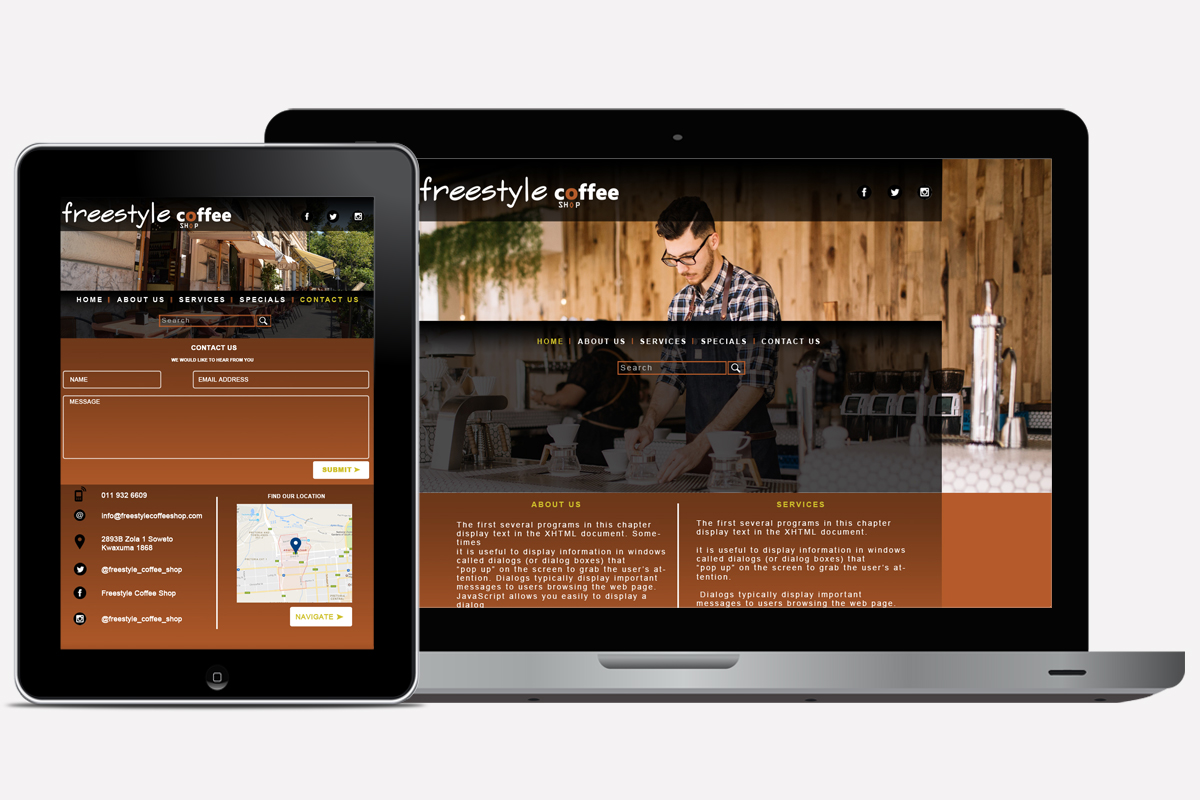 freestyle coffee
SHOP
HOME | ABOUT US | SERVICES | SPECIALS | CONTACT US
Search
CONTACT US
WE WOULD LIKE TO HEAR FROM YOU
NAME
EMAIL ADDRESS
MESSAGE
SUBMIT ➤
011 932 6609
info@freestylecoffeeshop.com
2893B Zola 1 Soweto
Kwaxuma 1868
@freestyle_coffee_shop
Freestyle Coffee Shop
@freestyle_coffee_shop
FIND OUR LOCATION
NAVIGATE ➤
freestyle coffee
SHOP
HOME | ABOUT US | SERVICES | SPECIALS | CONTACT US
Search
ABOUT US
The first several programs in this chapter
display text in the XHTML document. Some-
times
it is useful to display information in windows
called dialogs (or dialog boxes) that
"pop up" on the screen to grab the user's at-
tention. Dialogs typically display important
messages to users browsing the web page.
JavaScript allows you easily to display a
dialog
SERVICES
The first several programs in this chapter
display text in the XHTML document.
it is useful to display information in windows
called dialogs (or dialog boxes) that
"pop up" on the screen to grab the user's at-
tention.
Dialogs typically display important
messages to users browsing the web page.